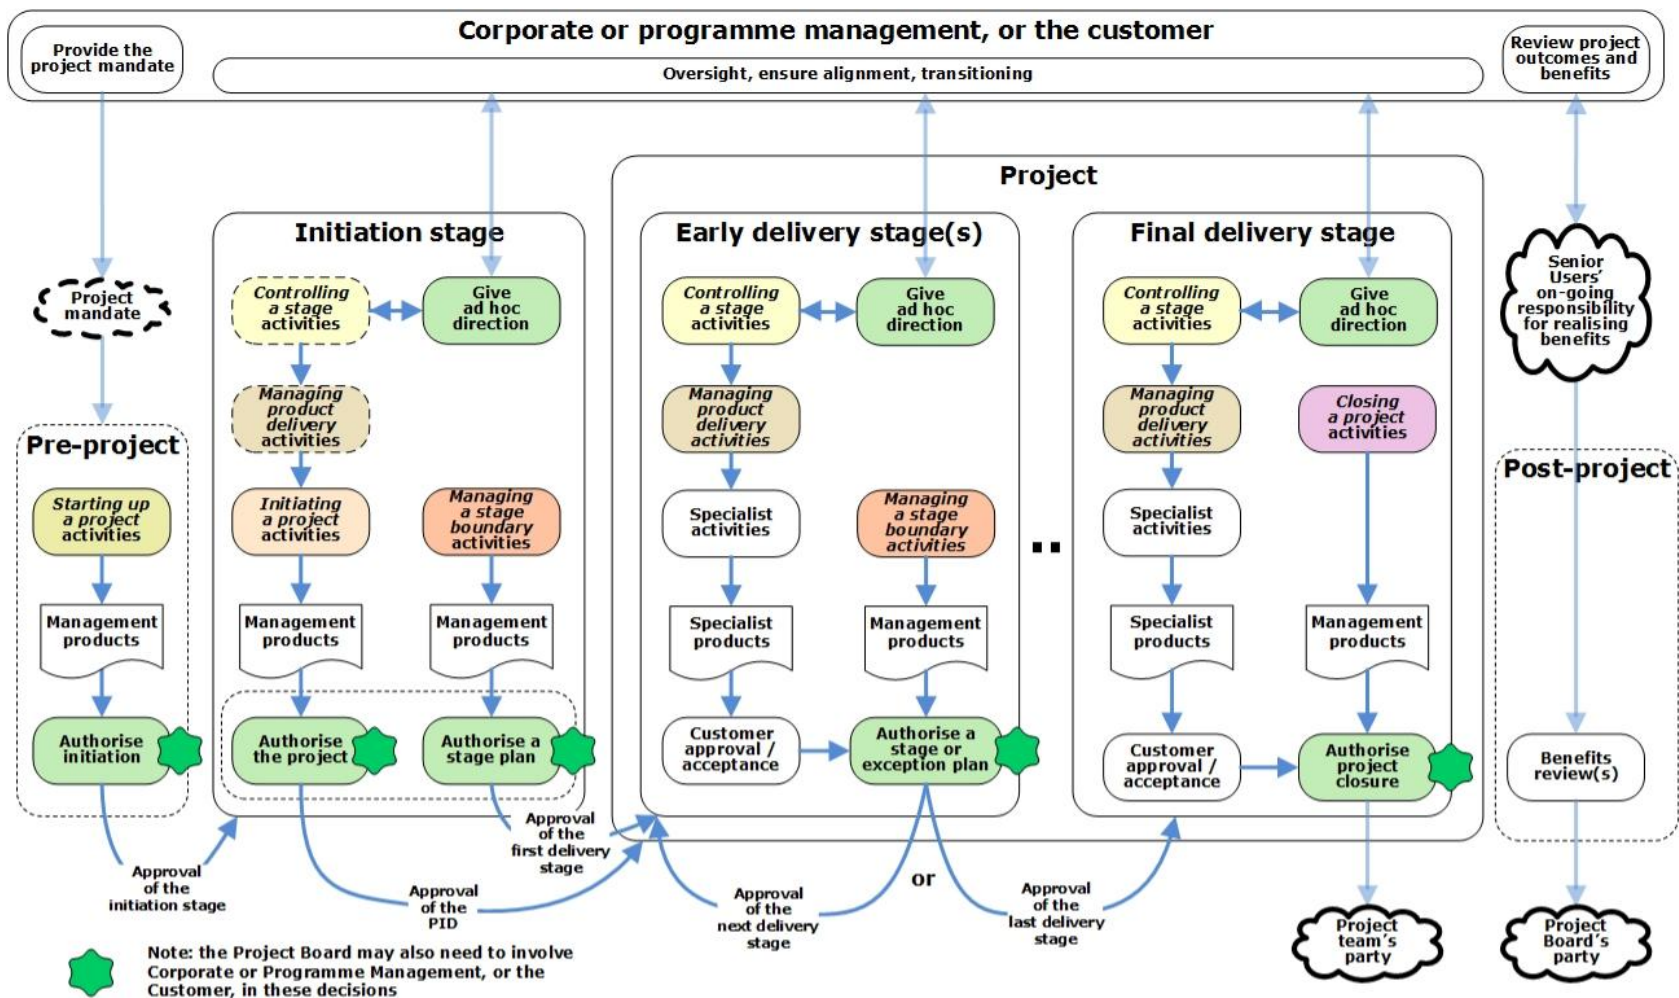 Corporate or programme management, or the customer
Provide the
project mandate
Oversight, ensure alignment, transitioning
Review project
outcomes and
benefits
Project
Project
mandate
Senior
Users’
on-going
responsibility
for realising
benefits
Pre-project
Starting up
a project
activities
Management
products
Authorise
initiation
Initiation stage
Controlling
a stage
activities
Give
ad hoc
direction
Managing
product
delivery
activities
Initiating
a project
activities
Managing
a stage
boundary
activities
Management
products
Management
products
Authorise
the project
Authorise a
stage plan
Early delivery stage(s)
Controlling
a stage
activities
Give
ad hoc
direction
Managing
product
delivery
activities
Specialist
activities
Managing
a stage
boundary
activities
Specialist
products
Management
products
Customer
approval /
acceptance
Authorise a
stage or
exception plan
..
Final delivery stage
Controlling
a stage
activities
Give
ad hoc
direction
Managing
product
delivery
activities
Closing
a project
activities
Specialist
activities
Specialist
products
Management
products
Customer
approval /
acceptance
Authorise
project
closure
Post-project
Benefits
review(s)
Approval
of the
initiation stage
Approval
of the
PID
Approval
of the
first delivery
stage
Approval
of the
next delivery
stage
or
Approval
of the
last delivery
stage
Project
team’s
party
Project
Board’s
party
Note: the Project Board may also need to involve
Corporate or Programme Management, or the
Customer, in these decisions